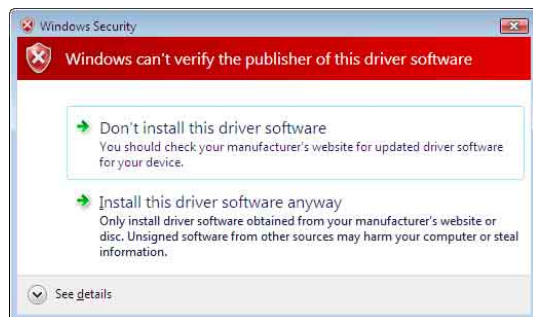 Windows Security
Windows can't verify the publisher of this driver software
Don't install this driver software
You should check your manufacturer's website for updated driver software
for your device.
Install this driver software anyway
Only install driver software obtained from your manufacturer's website or
disc. Unsigned software from other sources may harm your computer or steal
information.
See details